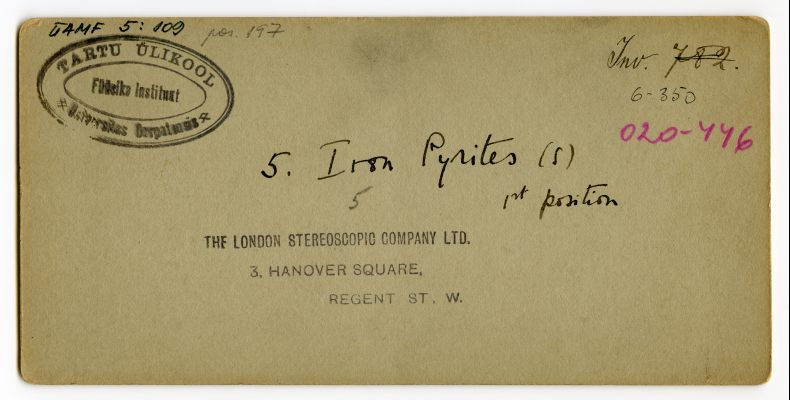 ÜAMF 5:109 pos. 197
TARTU ÜLIKOOL
Füüsika Instituut
Universitas Dorpatensis
Inv. 782.
6-350
020-446
5. Iron Pyrites (S)
5
1st position
THE LONDON STEREOSCOPIC COMPANY LTD.
3, HANOVER SQUARE,
REGENT ST, W.